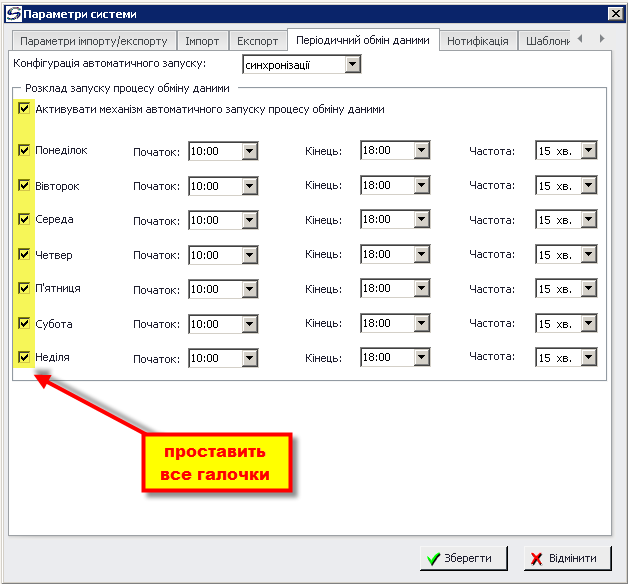 Параметри системи
Параметри імпорту/експорту Імпорт Експорт Періодичний обмін даними Нотифікація Шаблони
Конфігурація автоматичного запуску: синхронізації
Розклад запуску процесу обміну даними
Активувати механізм автоматичного запуску процесу обміну даними
Понеділок Початок: 10:00 Кінець: 18:00 Частота: 15 хв.
Вівторок Початок: 10:00 Кінець: 18:00 Частота: 15 хв.
Середа Початок: 10:00 Кінець: 18:00 Частота: 15 хв.
Четвер Початок: 10:00 Кінець: 18:00 Частота: 15 хв.
П'ятниця Початок: 10:00 Кінець: 18:00 Частота: 15 хв.
Субота Початок: 10:00 Кінець: 18:00 Частота: 15 хв.
Неділя Початок: 10:00 Кінець: 18:00 Частота: 15 хв.
проставить
все галочки
Зберегти Відмінити